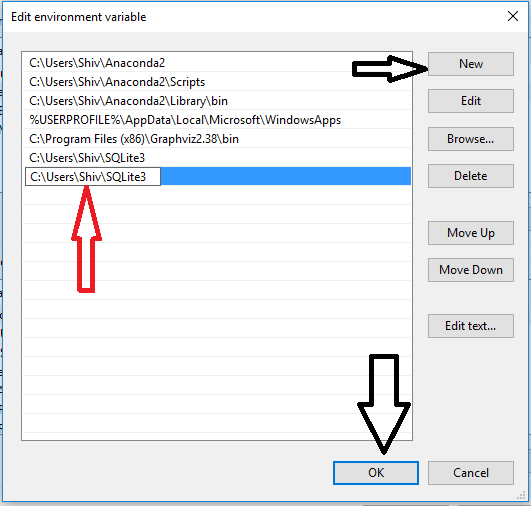 Edit environment variable
C:\Users\Shiv\Anaconda2
C:\Users\Shiv\Anaconda2\Scripts
C:\Users\Shiv\Anaconda2\Library\bin
%USERPROFILE%\AppData\Local\Microsoft\WindowsApps
C:\Program Files (x86)\Graphviz2.38\bin
C:\Users\Shiv\SQLite3
C:\Users\Shiv\SQLite3
New
Edit
Browse...
Delete
Move Up
Move Down
Edit text...
OK
Cancel